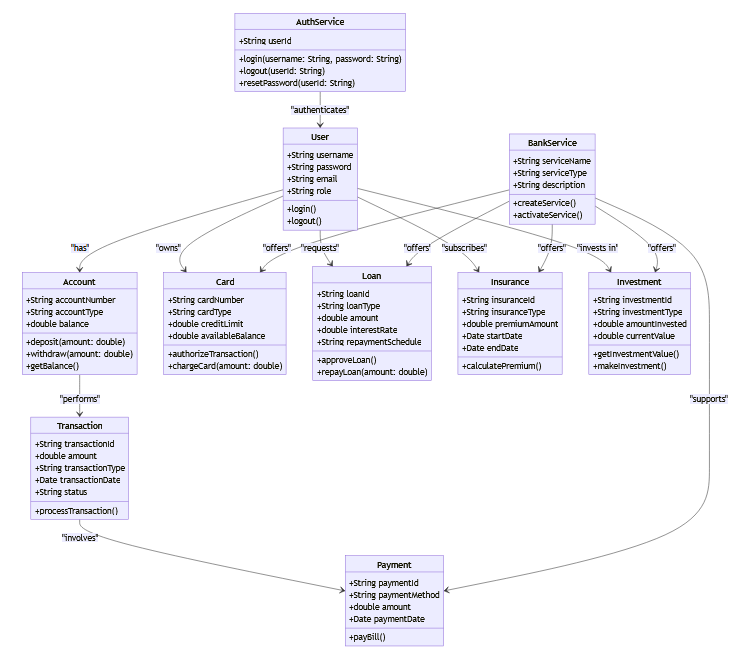 AuthService
+String userId
+login(username: String, password: String)
+logout(userId: String)
+resetPassword(userId: String)
"authenticates"
User
+String username
+String password
+String email
+String role
+login()
+logout()
BankService
+String serviceName
+String serviceType
+String description
+createService()
+activateService()
"has"
"owns"
"offers"
"requests"
"offers"
"subscribes"
"offers"
"invests in"
"offers"
Account
+String accountNumber
+String accountType
+double balance
+deposit(amount: double)
+withdraw(amount: double)
+getBalance()
Card
+String cardNumber
+String cardType
+double creditLimit
+double availableBalance
+authorizeTransaction()
+chargeCard(amount: double)
Loan
+String loanId
+String loanType
+double amount
+double interestRate
+String repaymentSchedule
+approveLoan()
+repayLoan(amount: double)
Insurance
+String insuranceId
+String insuranceType
+double premiumAmount
+Date startDate
+Date endDate
+calculatePremium()
Investment
+String investmentId
+String investmentType
+double amountInvested
+double currentValue
+getInvestmentValue()
+makeInvestment()
"performs"
"supports"
Transaction
+String transactionId
+double amount
+String transactionType
+Date transactionDate
+String status
+processTransaction()
"involves"
Payment
+String paymentId
+String paymentMethod
+double amount
+Date paymentDate
+payBill()